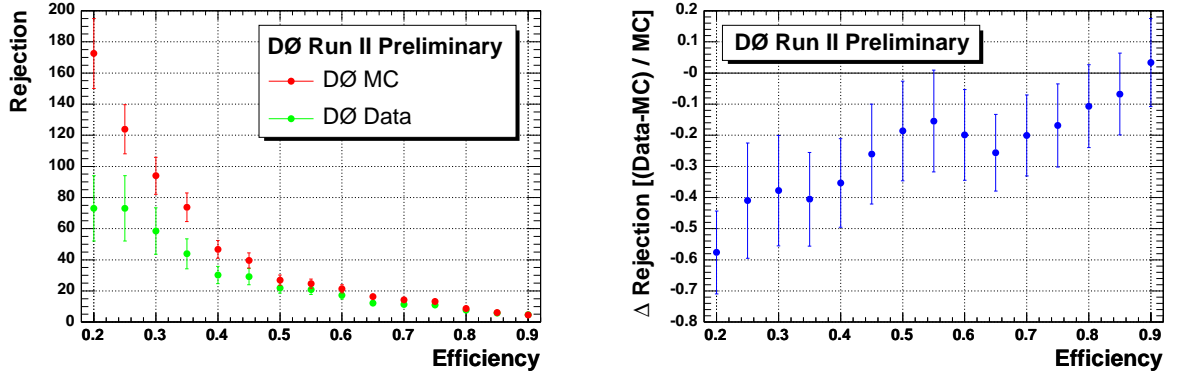 Rejection
200
180
160
140
120
100
80
60
40
20
0
DØ Run II Preliminary
DØ MC
DØ Data
0.2 0.3 0.4 0.5 0.6 0.7 0.8 0.9
Efficiency
Δ Rejection [(Data-MC) / MC]
0.2
0.1
-0
-0.1
-0.2
-0.3
-0.4
-0.5
-0.6
-0.7
-0.8
DØ Run II Preliminary
0.2 0.3 0.4 0.5 0.6 0.7 0.8 0.9
Efficiency